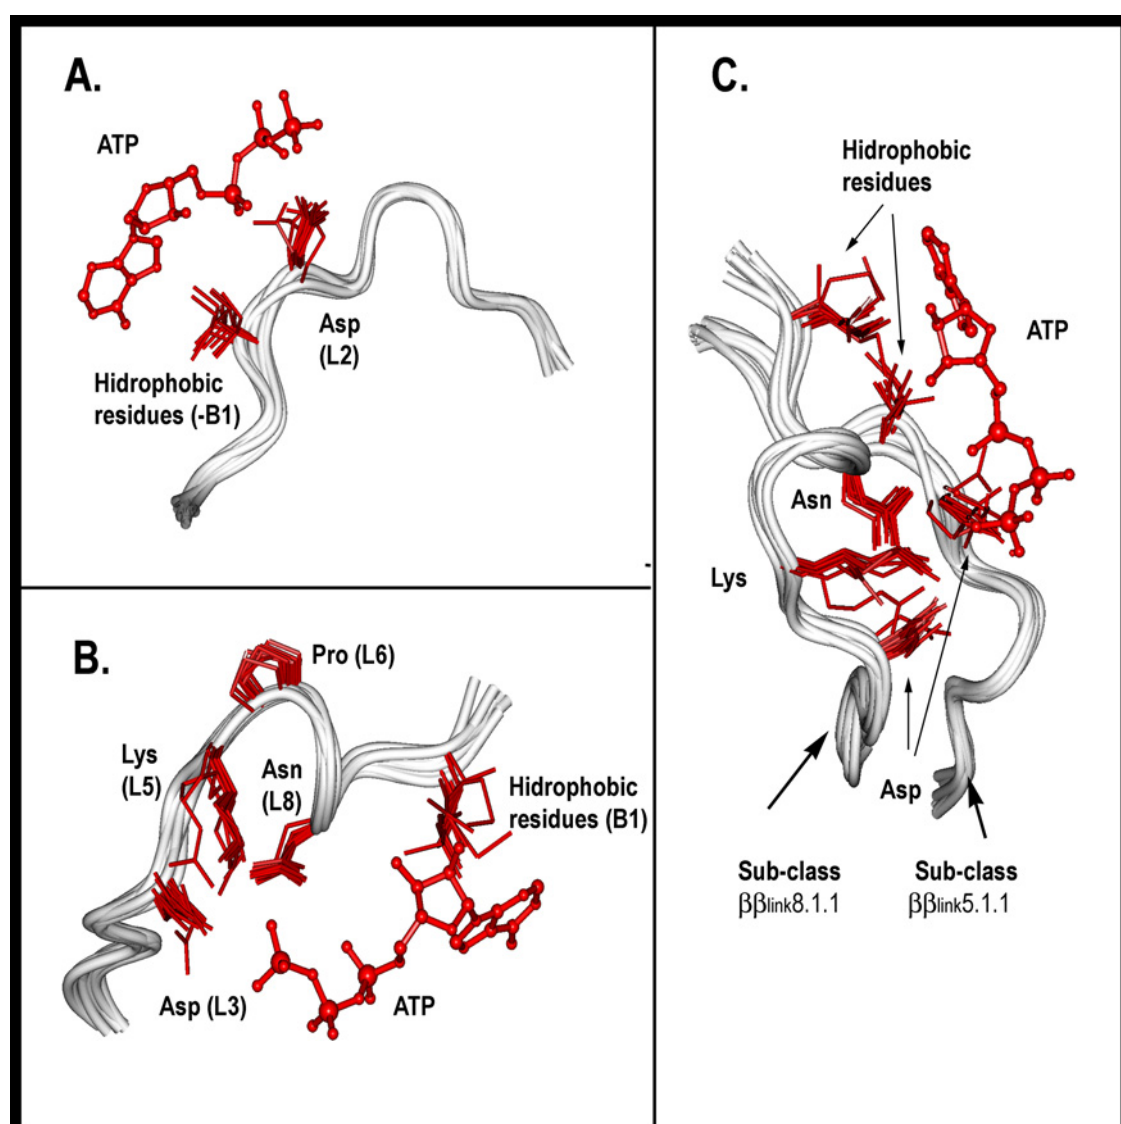 A.
ATP
Asp
(L2)
Hidrophobic
residues (-B1)
B.
Pro (L6)
Lys
(L5)
Asn
(L8)
Hidrophobic
residues (B1)
Asp (L3)
ATP
C.
Hidrophobic
residues
ATP
Asn
Lys
Asp
Sub-class
ββlink8.1.1
Sub-class
ββlink5.1.1